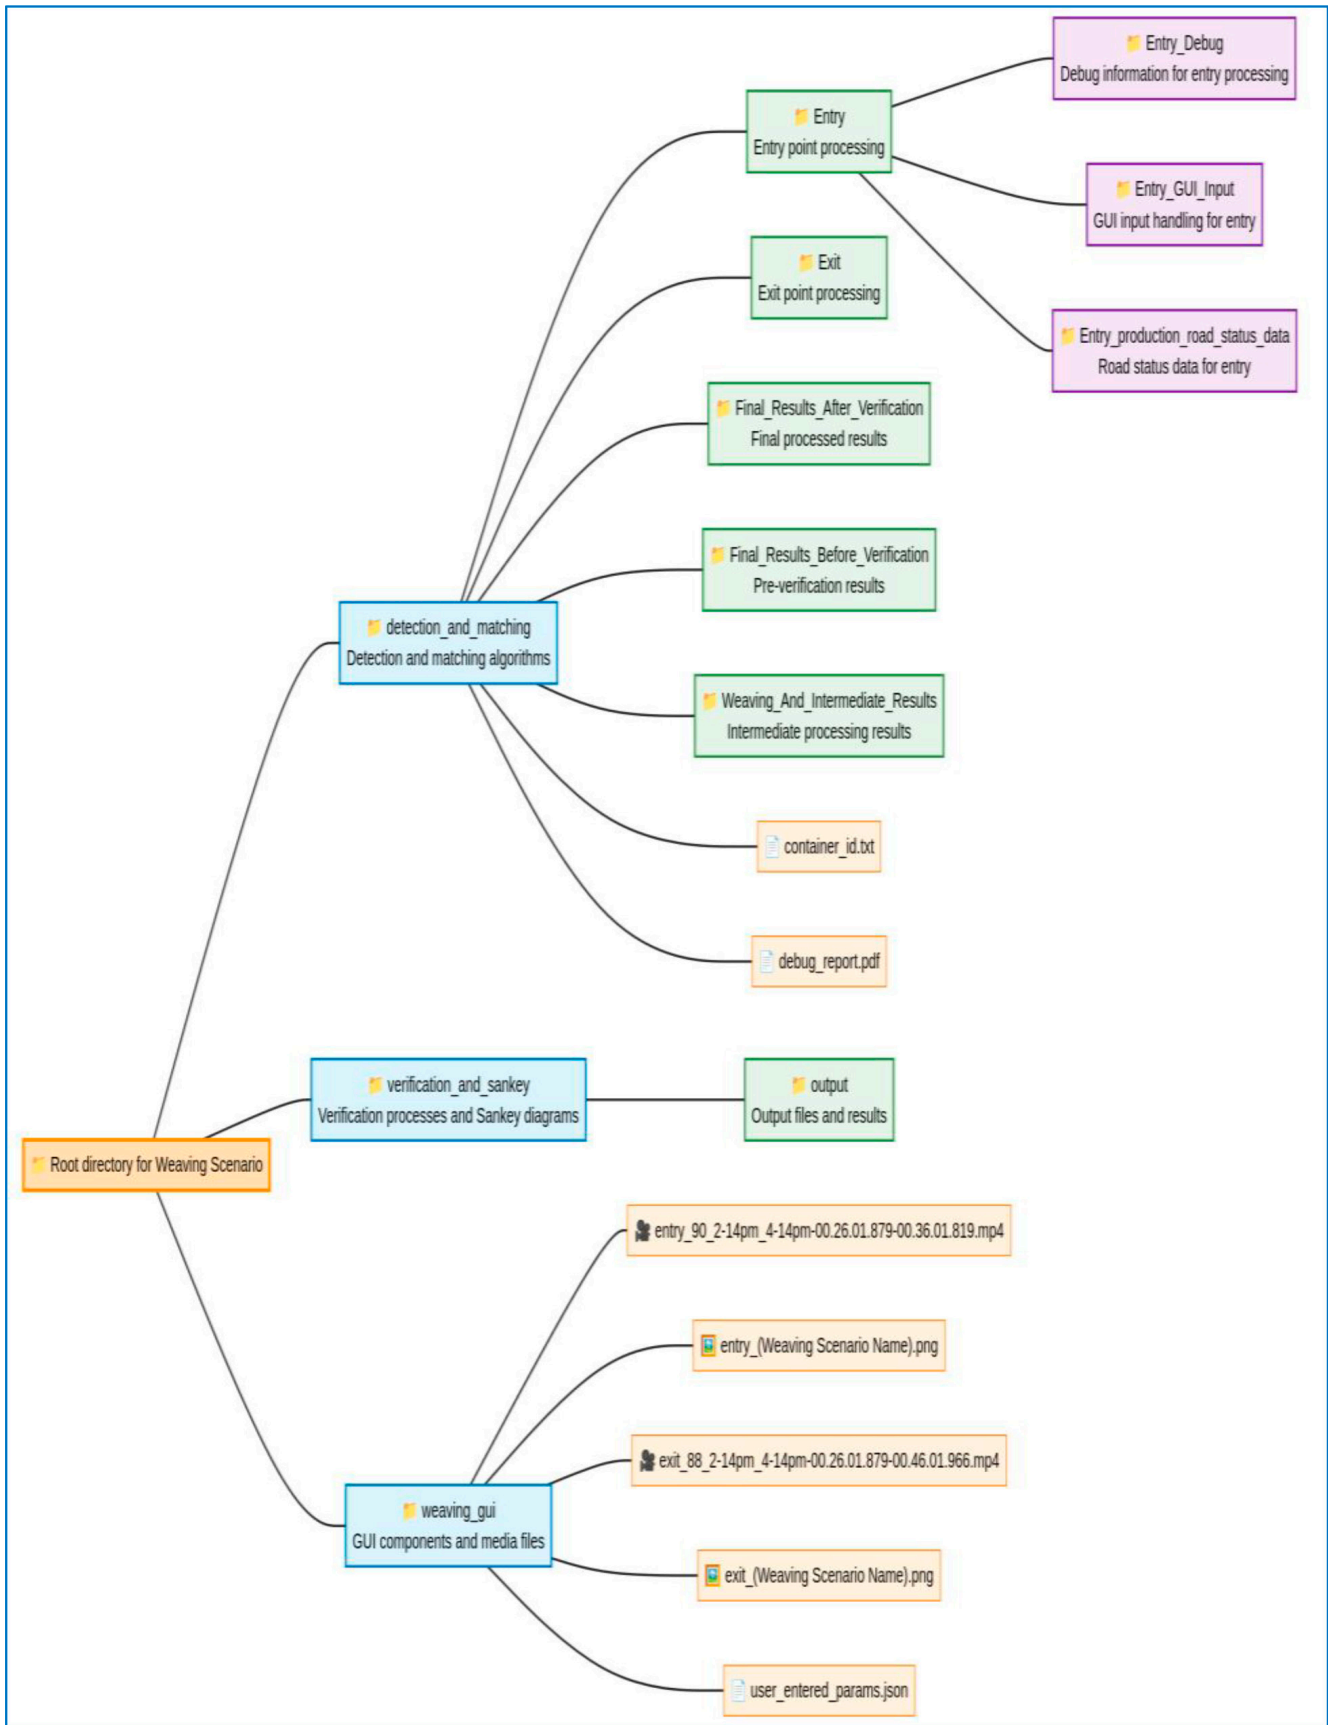 Entry_Debug
Debug information for entry processing
Entry
Entry point processing
Entry_GUI_Input
GUI input handling for entry
Exit
Exit point processing
Entry_production_road_status_data
Road status data for entry
Final_Results_After_Verification
Final processed results
Final_Results_Before_Verification
Pre-verification results
detection_and_matching
Detection and matching algorithms
Weaving_And_Intermediate_Results
Intermediate processing results
container_id.txt
debug_report.pdf
verification_and_sankey
Verification processes and Sankey diagrams
output
Output files and results
Root directory for Weaving Scenario
entry_90_2-14pm_4-14pm-00.26.01.879-00.36.01.819.mp4
entry_(Weaving Scenario Name).png
exit_88_2-14pm_4-14pm-00.26.01.879-00.46.01.966.mp4
weaving_gui
GUI components and media files
exit_(Weaving Scenario Name).png
user_entered_params.json